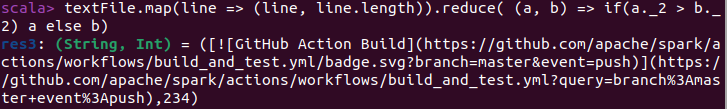 scala> textFile.map(line => (line, line.length)).reduce( (a, b) => if(a._2 > b._
2) a else b)
res3: (String, Int) = ([![GitHub Action Build](https://github.com/apache/spark/a
ctions/workflows/build_and_test.yml/badge.svg?branch=master&event=push)](https:/
/github.com/apache/spark/actions/workflows/build_and_test.yml?query=branch%3Amas
ter+event%3Apush),234)